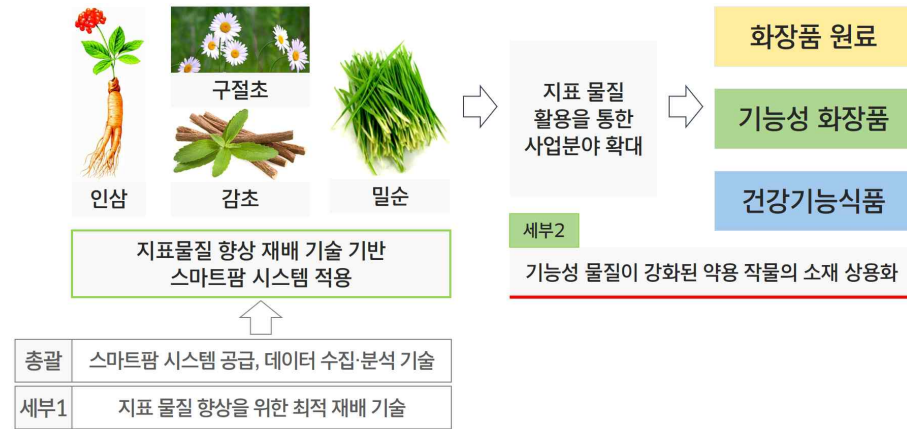 인삼
구절초
감초
밀순
지표물질 향상 재배 기술 기반
스마트팜 시스템 적용
총괄
스마트팜 시스템 공급, 데이터 수집·분석 기술
세부1
지표 물질 향상을 위한 최적 재배 기술
지표 물질
활용을 통한
사업분야 확대
화장품 원료
기능성 화장품
건강기능식품
세부2
기능성 물질이 강화된 약용 작물의 소재 상용화